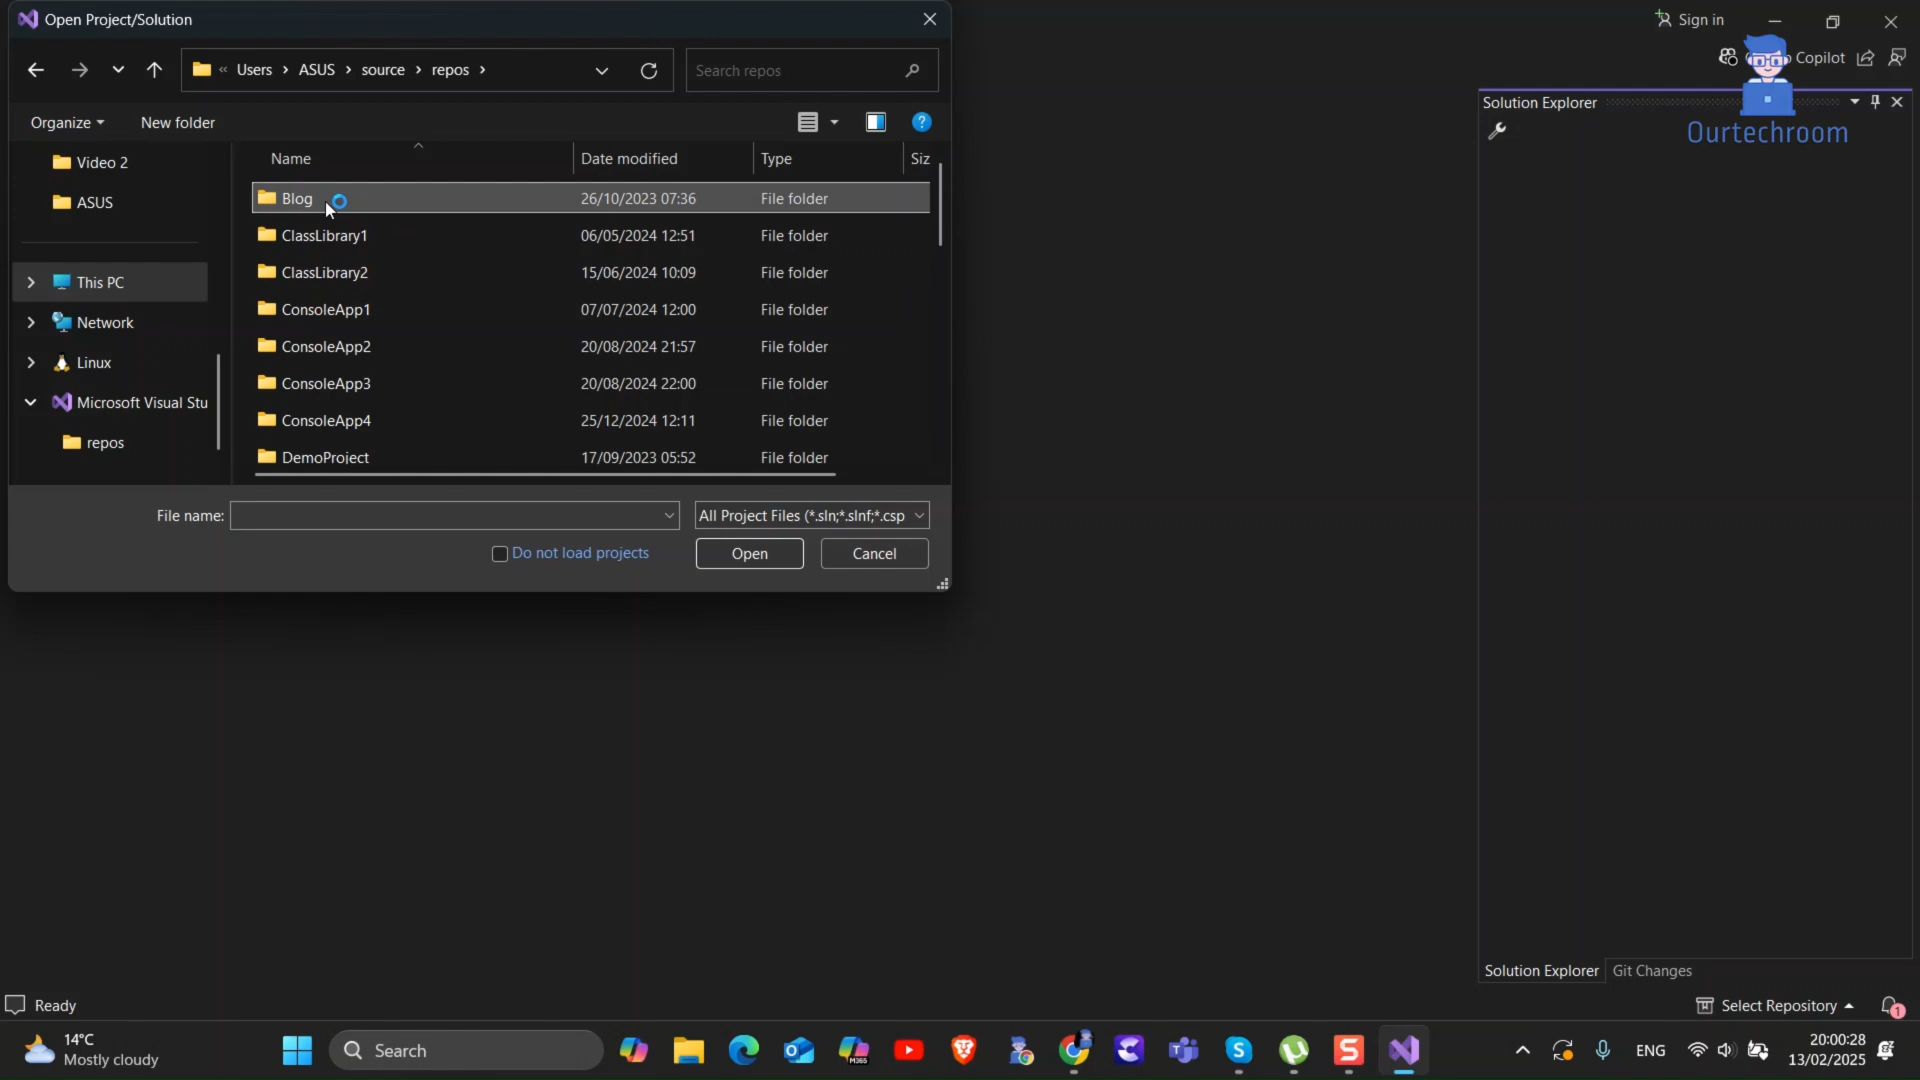 Open Project/Solution
Sign in
« Users › ASUS › source › repos ›
Search repos
Copilot
Organize
New folder
Solution Explorer
Ourtechroom
Name
Date modified
Type
Siz
Video 2
ASUS
This PC
Network
Linux
Microsoft Visual Stu
repos
Blog 26/10/2023 07:36 File folder
ClassLibrary1 06/05/2024 12:51 File folder
ClassLibrary2 15/06/2024 10:09 File folder
ConsoleApp1 07/07/2024 12:00 File folder
ConsoleApp2 20/08/2024 21:57 File folder
ConsoleApp3 20/08/2024 22:00 File folder
ConsoleApp4 25/12/2024 12:11 File folder
DemoProject 17/09/2023 05:52 File folder
File name:
All Project Files (*.sln;*.slnf;*.csp
Do not load projects
Open
Cancel
Solution Explorer
Git Changes
Ready
Select Repository
1
14°C
Mostly cloudy
Search
M365
ENG
20:00:28
13/02/2025